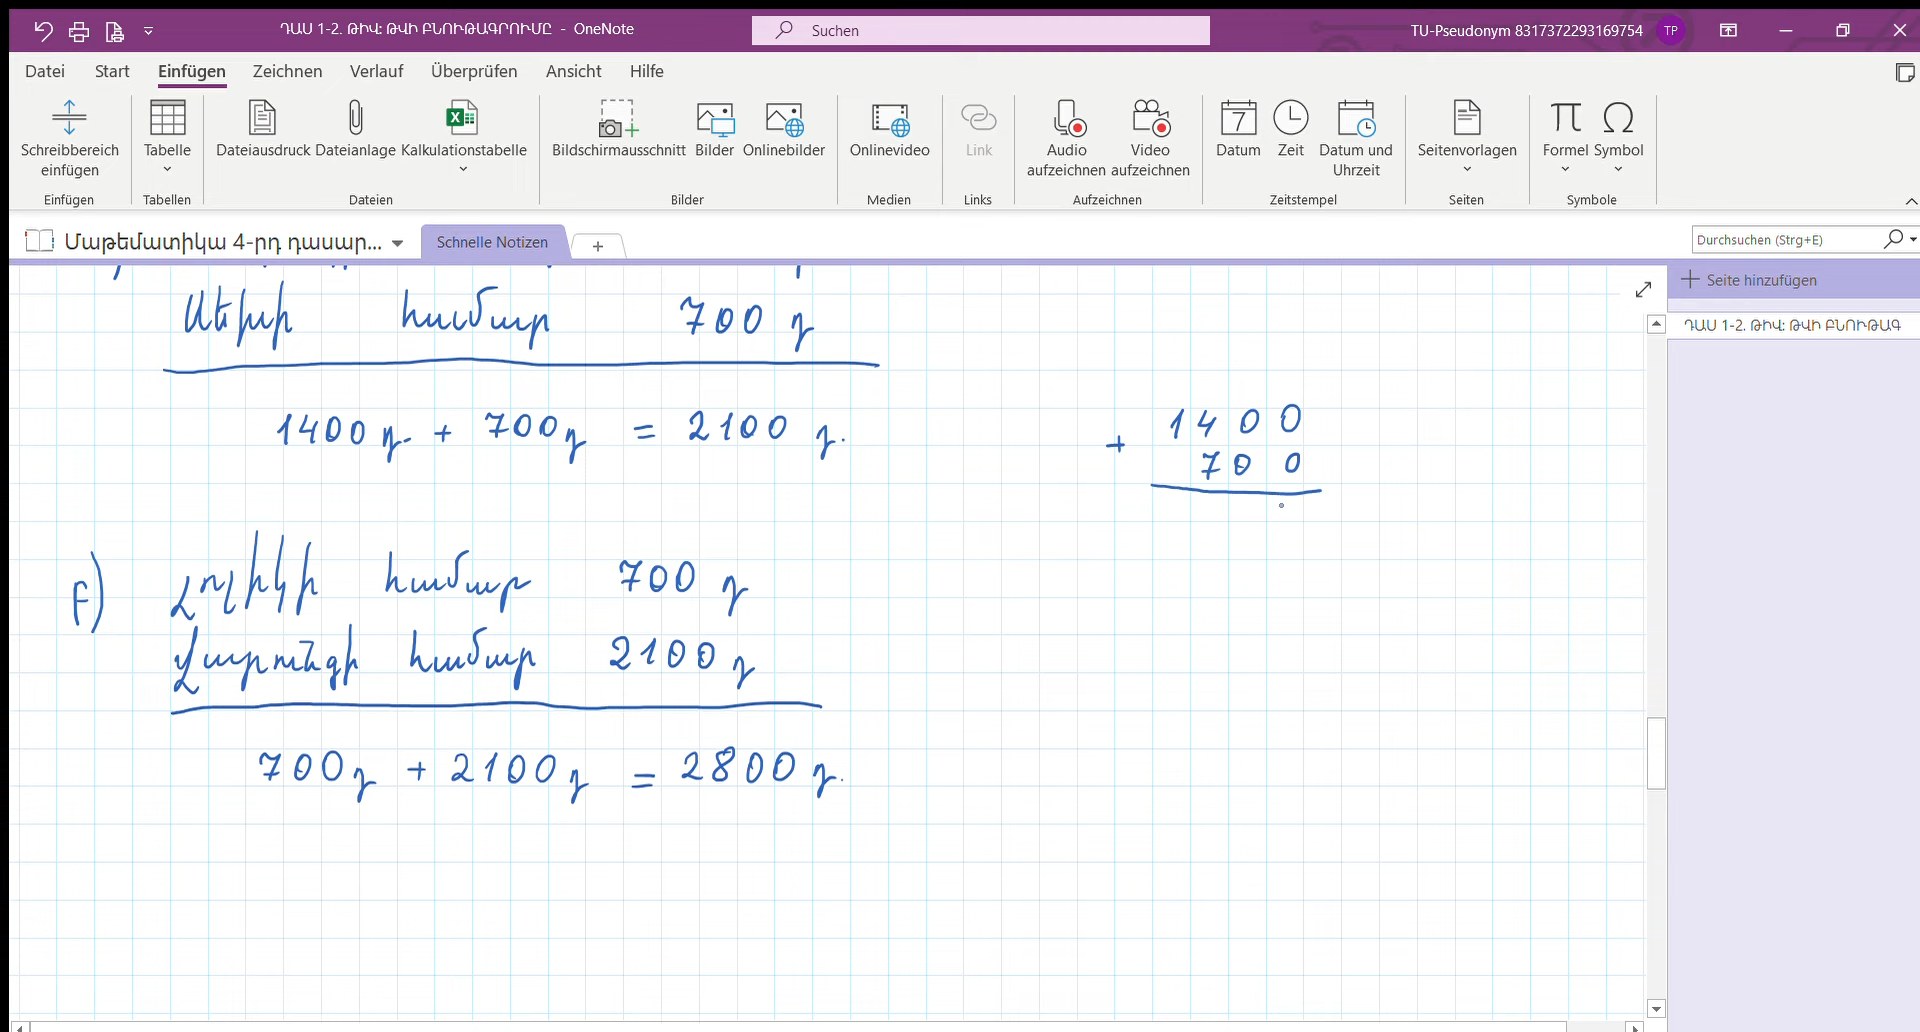 ԴԱՍ 1-2. ԹԻՎ: ԹՎԻ ԲՆՈՒԹԱԳՐՈՒՄԸ - OneNote
Suchen
TU-Pseudonym 8317372293169754
TP
Datei Start Einfügen Zeichnen Verlauf Überprüfen Ansicht Hilfe
Schreibbereich einfügen
Tabelle
Dateiausdruck
Dateianlage
Kalkulationstabelle
Bildschirmausschnitt
Bilder
Onlinebilder
Onlinevideo
Link
Audio aufzeichnen
Video aufzeichnen
Datum
Zeit
Datum und Uhrzeit
Seitenvorlagen
Formel
Symbol
Einfügen Tabellen Dateien Bilder Medien Links Aufzeichnen Zeitstempel Seiten Symbole
Մաթեմատիկա 4-րդ դասար...
Schnelle Notizen
Durchsuchen (Strg+E)
Seite hinzufügen
ԴԱՍ 1-2. ԹԻՎ: ԹՎԻ ԲՆՈՒԹԱԳ
Սեխի համար 700 դ
1400 դ. + 700 դ = 2100 դ.
1400
+
700
բ) Լոլիկի համար 700 դ
Վարունգի համար 2100 դ
700 դ + 2100 դ = 2800 դ.